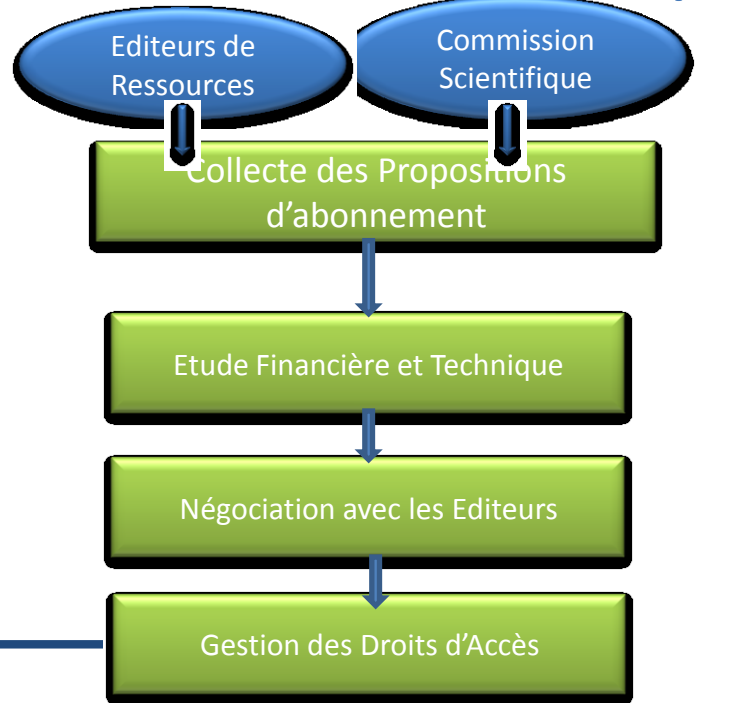 Editeurs de
Ressources
Commission
Scientifique
Collecte des Propositions
d'abonnement
Etude Financière et Technique
Négociation avec les Editeurs
Gestion des Droits d'Accès